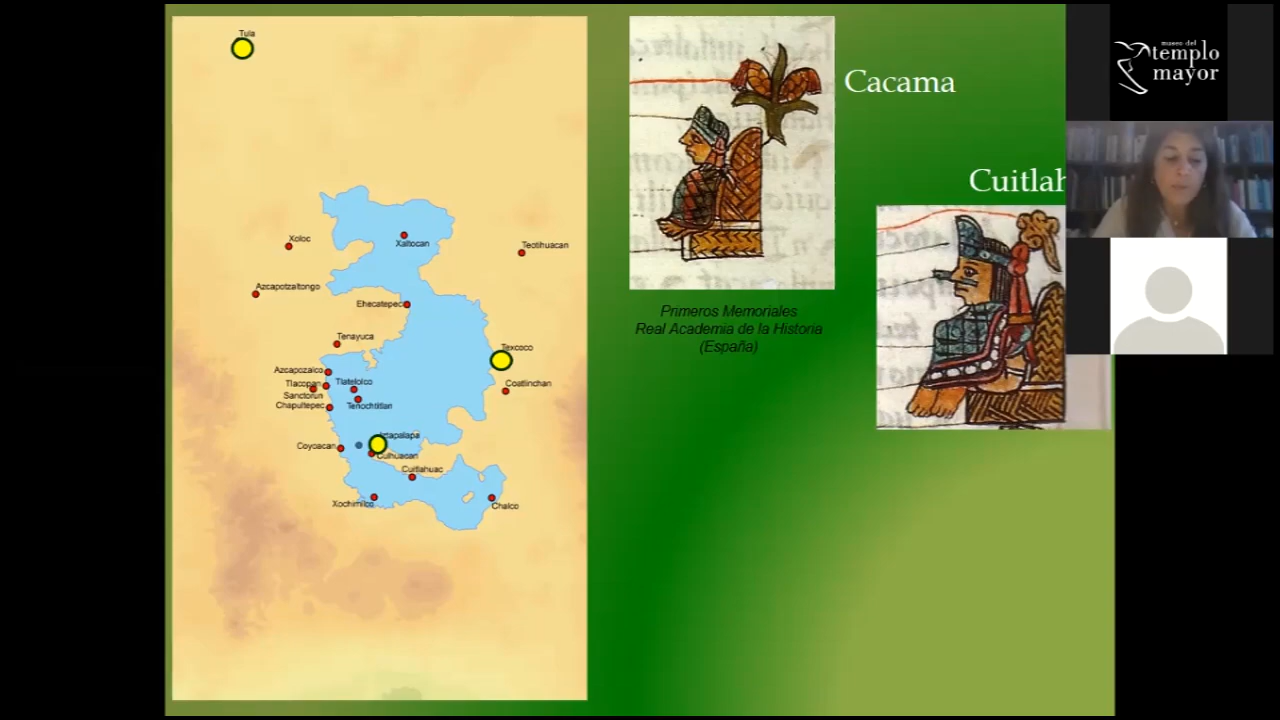 Tula
Xoloc
Xaltocan
Teotihuacan
Azcapotzaltongo
Ehecatepec
Tenayuca
Texcoco
Azcapozalco
Tlacopan
Tlatelolco
Coatlinchan
Sanctorun
Chapultepec
Tenochtitlan
Iztapalapa
Coyoacan
Culhuacan
Cuitlahuac
Xochimilco
Chalco
Cacama
Primeros Memoriales
Real Academia de la Historia
(España)
Cuitlah
museo del
templo
mayor